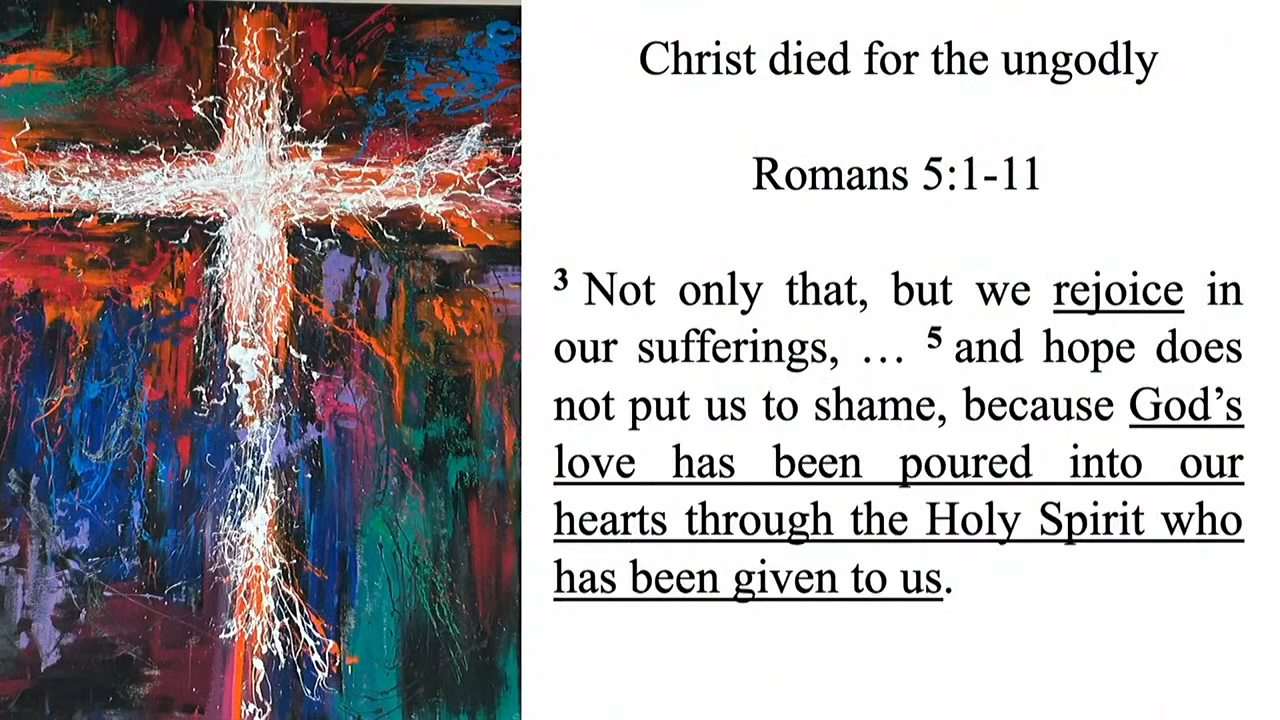 Christ died for the ungodly
Romans 5:1-11
³ Not only that, but we rejoice in
our sufferings, … ⁵ and hope does
not put us to shame, because God’s
love has been poured into our
hearts through the Holy Spirit who
has been given to us.